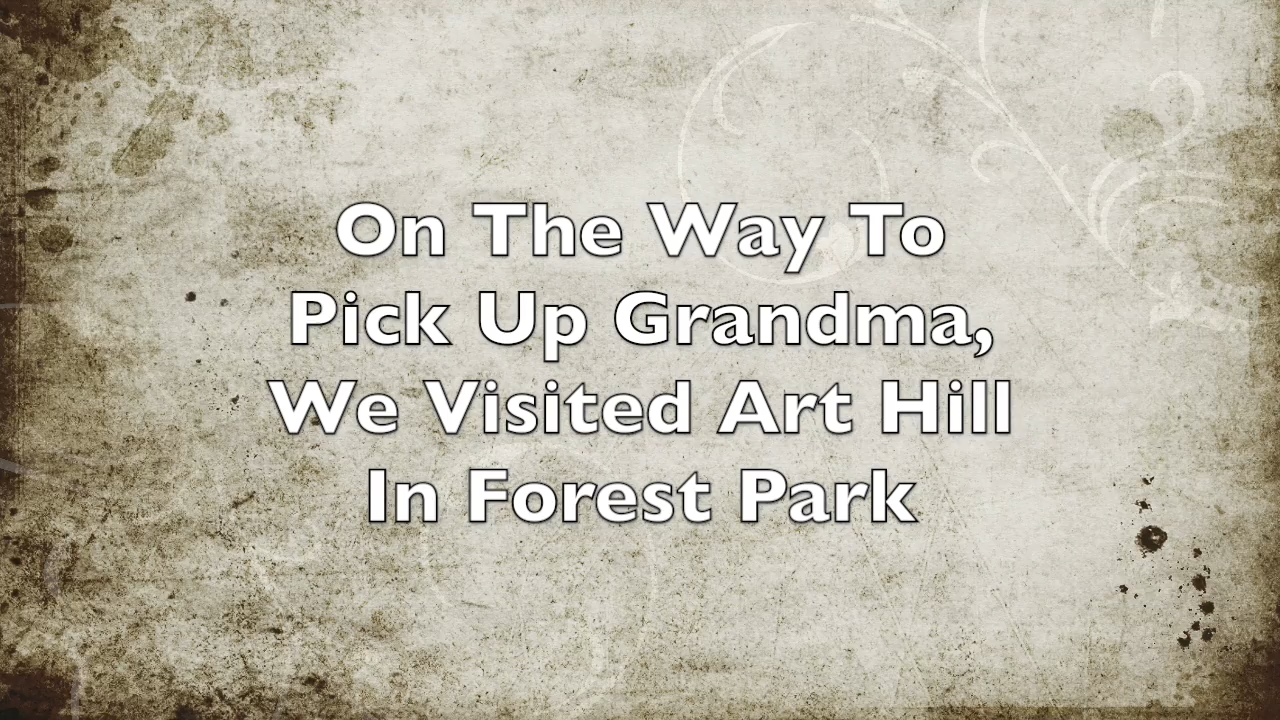 On The Way To
Pick Up Grandma,
We Visited Art Hill
In Forest Park